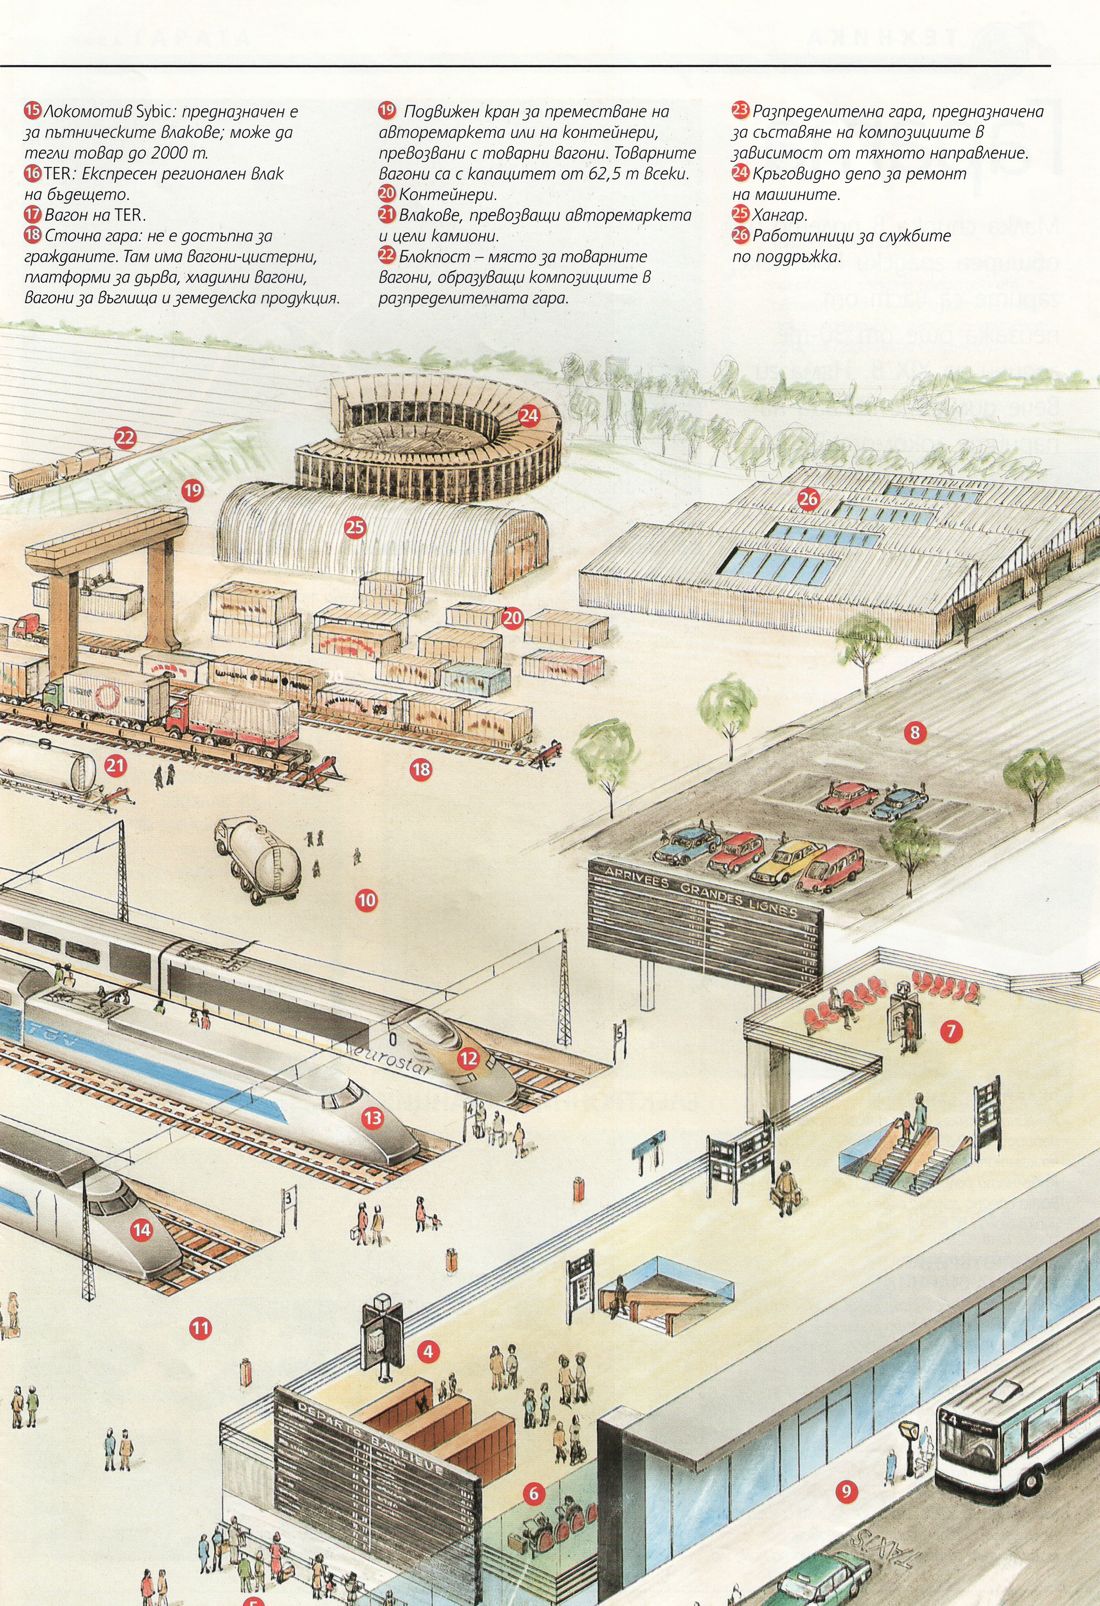 15 Локомотив Sybic: предназначен е
за пътническите влакове; може да
тегли товар до 2000 т.
16 TER: Експресен регионален влак
на бъдещето.
17 Вагон на TER.
18 Сточна гара: не е достъпна за
гражданите. Там има вагони-цистерни,
платформи за дърва, хладилни вагони,
вагони за въглища и земеделска продукция.
19 Подвижен кран за преместване на
авторемаркета или на контейнери,
превозвани с товарни вагони. Товарните
вагони са с капацитет от 62,5 т всеки.
20 Контейнери.
21 Влакове, превозващи авторемаркета
и цели камиони.
22 Блокпост – място за товарните
вагони, образуващи композициите в
разпределителната гара.
23 Разпределителна гара, предназначена
за съставяне на композициите в
зависимост от тяхното направление.
24 Кръговидно депо за ремонт
на машините.
25 Хангар.
26 Работилници за службите
по поддръжка.
24
22
19
26
25
20
8
21
18
ARRIVEES GRANDES LIGNES
10
5
7
TGV
eurostar
12
13
4
3
14
11
4
DEPARTS BANLIEUE
24
6
9
TAXIS
5